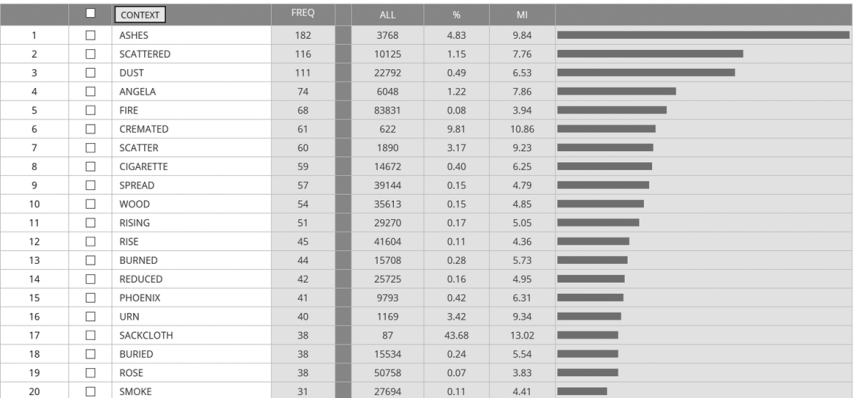 CONTEXT FREQ ALL % MI
1 ASHES 182 3768 4.83 9.84
2 SCATTERED 116 10125 1.15 7.76
3 DUST 111 22792 0.49 6.53
4 ANGELA 74 6048 1.22 7.86
5 FIRE 68 83831 0.08 3.94
6 CREMATED 61 622 9.81 10.86
7 SCATTER 60 1890 3.17 9.23
8 CIGARETTE 59 14672 0.40 6.25
9 SPREAD 57 39144 0.15 4.79
10 WOOD 54 35613 0.15 4.85
11 RISING 51 29270 0.17 5.05
12 RISE 45 41604 0.11 4.36
13 BURNED 44 15708 0.28 5.73
14 REDUCED 42 25725 0.16 4.95
15 PHOENIX 41 9793 0.42 6.31
16 URN 40 1169 3.42 9.34
17 SACKCLOTH 38 87 43.68 13.02
18 BURIED 38 15534 0.24 5.54
19 ROSE 38 50758 0.07 3.83
20 SMOKE 31 27694 0.11 4.41